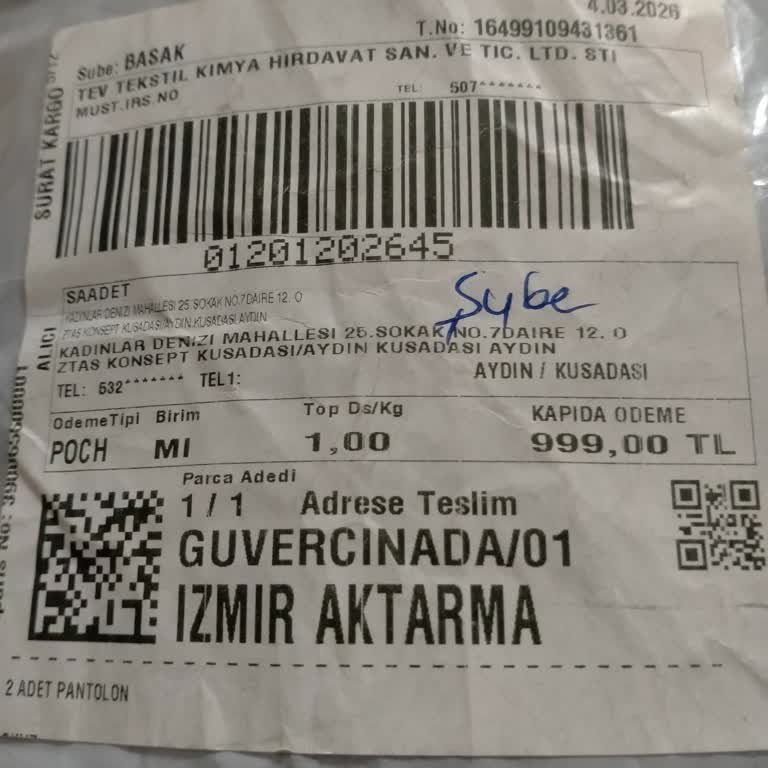 4.03.2026
T.No: 16499109431361
Sube: BASAK
TEV TEKSTIL KIMYA HIRDAVAT SAN. VE TIC. LTD. STI
MUST.IRS.NO
TEL: 507*******
SURAT KARGO
01201202645
ALICI
SAADET
KADINLAR DENIZI MAHALLESI 25.SOKAK NO.7DAIRE 12. O
ZTAS KONSEPT KUSADASI/AYDIN KUSADASI AYDIN
Şube
KADINLAR DENIZI MAHALLESI 25.SOKAK NO.7DAIRE 12. O
ZTAS KONSEPT KUSADASI/AYDIN KUSADASI AYDIN
TEL: 532******* TEL1:
AYDIN / KUSADASI
OdemeTipi Birim Top Ds/Kg KAPIDA ODEME
POCH MI 1,00 999,00 TL
Parca Adedi
1 / 1 Adrese Teslim
GUVERCINADA/01
IZMIR AKTARMA
2 ADET PANTOLON